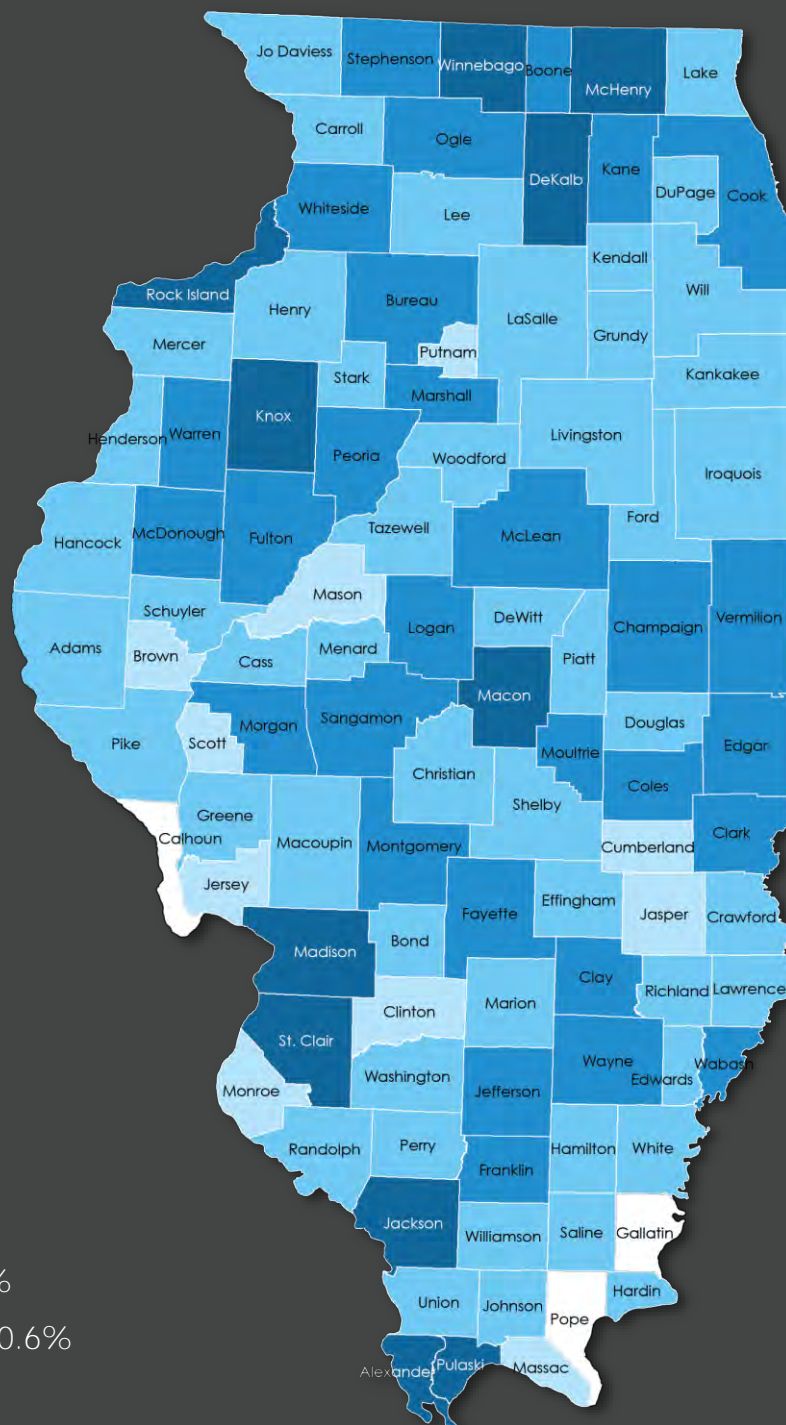 Jo Daviess
Stephenson
Winnebago
Boone
McHenry
Lake
Carroll
Ogle
DeKalb
Kane
DuPage
Cook
Whiteside
Lee
Kendall
Will
Rock Island
Henry
Bureau
LaSalle
Grundy
Mercer
Putnam
Kankakee
Stark
Marshall
Henderson
Warren
Knox
Peoria
Woodford
Livingston
Iroquois
Hancock
McDonough
Fulton
Tazewell
McLean
Ford
Schuyler
Mason
Logan
DeWitt
Champaign
Vermilion
Adams
Brown
Cass
Menard
Piatt
Macon
Pike
Scott
Morgan
Sangamon
Christian
Moultrie
Douglas
Edgar
Coles
Shelby
Calhoun
Greene
Macoupin
Montgomery
Cumberland
Clark
Jersey
Fayette
Effingham
Jasper
Crawford
Madison
Bond
Clay
Richland
Lawrence
Clinton
Marion
St. Clair
Wayne
Edwards
Wabash
Monroe
Washington
Jefferson
Randolph
Perry
Franklin
Hamilton
White
Jackson
Williamson
Saline
Gallatin
%
Union
Johnson
Pope
Hardin
0.6%
Alexander
Pulaski
Massac